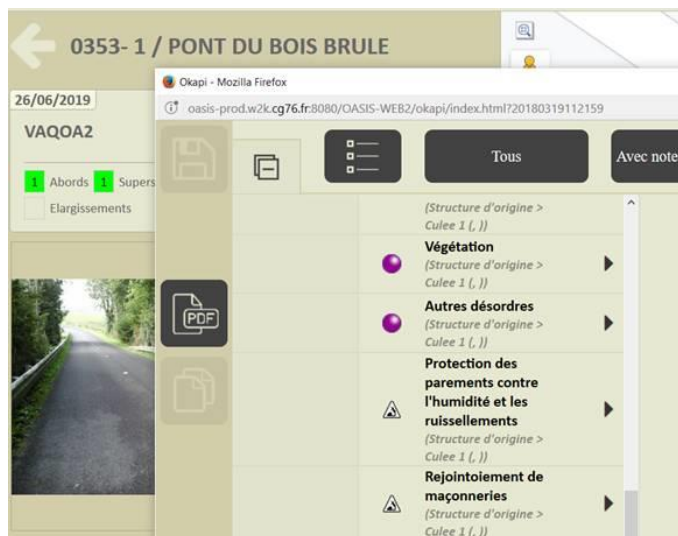 0353- 1 / PONT DU BOIS BRULE
Okapi - Mozilla Firefox
26/06/2019
oasis-prod.w2k.cg76.fr:8080/OASIS-WEB2/okapi/index.html?20180319112159
VAQOA2
Tous
Avec note
1 Abords 1 Supers
Elargissements
(Structure d'origine >
Culee 1 (, ))
Végétation
(Structure d'origine >
Culee 1 (, ))
PDF
Autres désordres
(Structure d'origine >
Culee 1 (, ))
Protection des
parements contre
l'humidité et les
ruissellements
(Structure d'origine >
Culee 1 (, ))
Rejointoiement de
maçonneries
(Structure d'origine >
Culee 1 (, ))